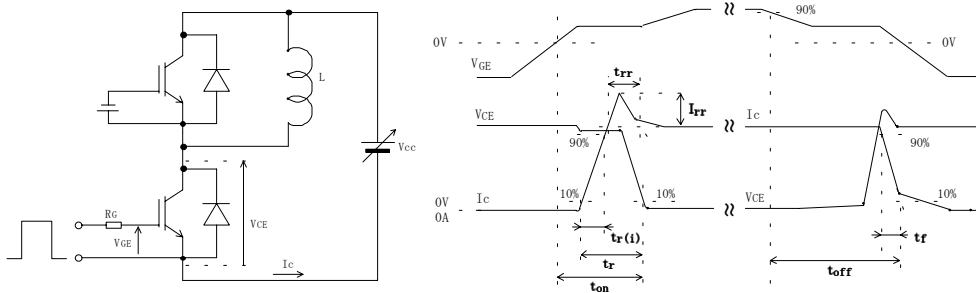 L
Vcc
RG
VGE
VCE
Ic
90%
0V
0V
VGE
trr
Irr
VCE
Ic
90%
90%
Ic
10%
10%
VCE
10%
0V
0A
tr(i)
tf
tr
toff
ton